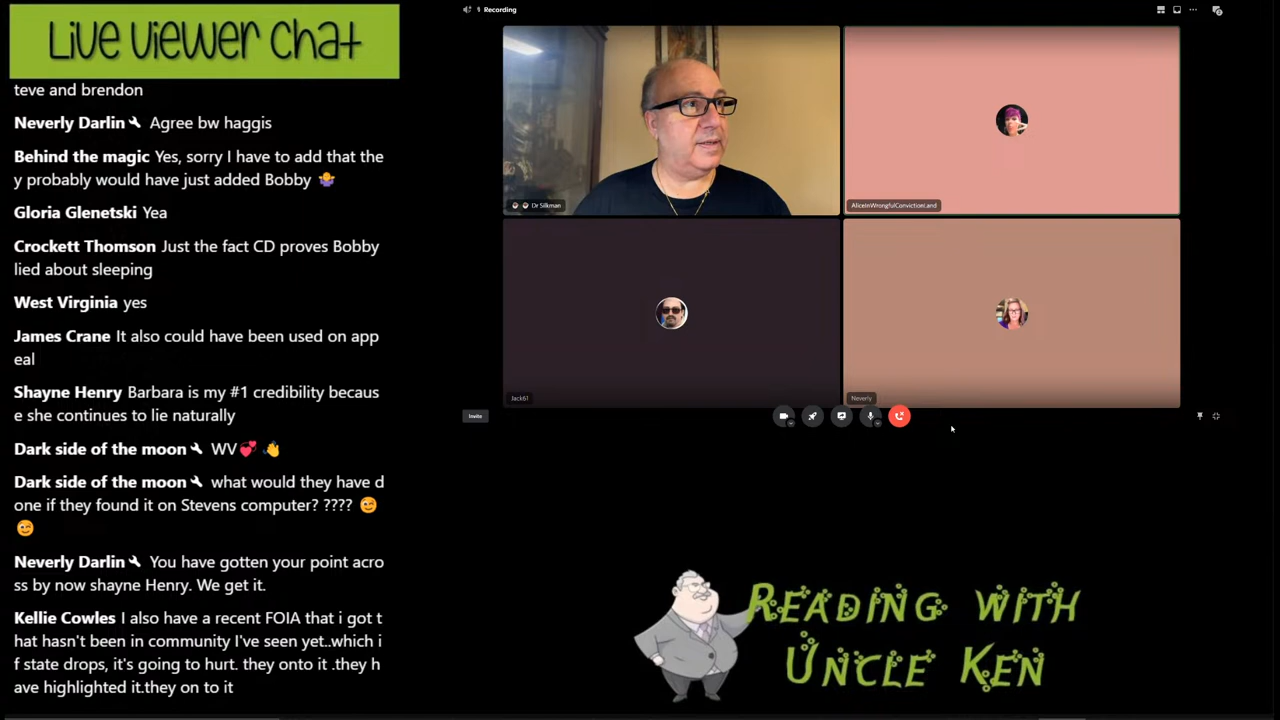 Live Viewer Chat
teve and brendon
Neverly Darlin Agree bw haggis
Behind the magic Yes, sorry I have to add that the
y probably would have just added Bobby
Gloria Glenetski Yea
Crockett Thomson Just the fact CD proves Bobby
lied about sleeping
West Virginia yes
James Crane It also could have been used on app
eal
Shayne Henry Barbara is my #1 credibility becaus
e she continues to lie naturally
Dark side of the moon WV
Dark side of the moon what would they have d
one if they found it on Stevens computer? ????
Neverly Darlin You have gotten your point acro
ss by now shayne Henry. We get it.
Kellie Cowles I also have a recent FOIA that i got t
hat hasn't been in community I've seen yet..which i
f state drops, it's going to hurt. they onto it .they h
ave highlighted it.they on to it
Recording
Dr Silkman
AliceInWrongfulConvictionLand
Jack61
Neverly
Invite
Reading with
Uncle Ken